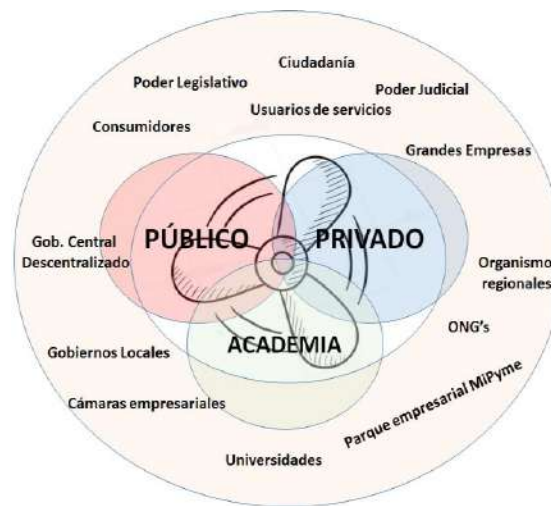 Ciudadanía
Poder Legislativo
Poder Judicial
Usuarios de servicios
Consumidores
Grandes Empresas
PÚBLICO
PRIVADO
Gob. Central
Descentralizado
Organismo
regionales
ONG's
ACADEMIA
Gobiernos Locales
Parque empresarial MiPyme
Cámaras empresariales
Universidades